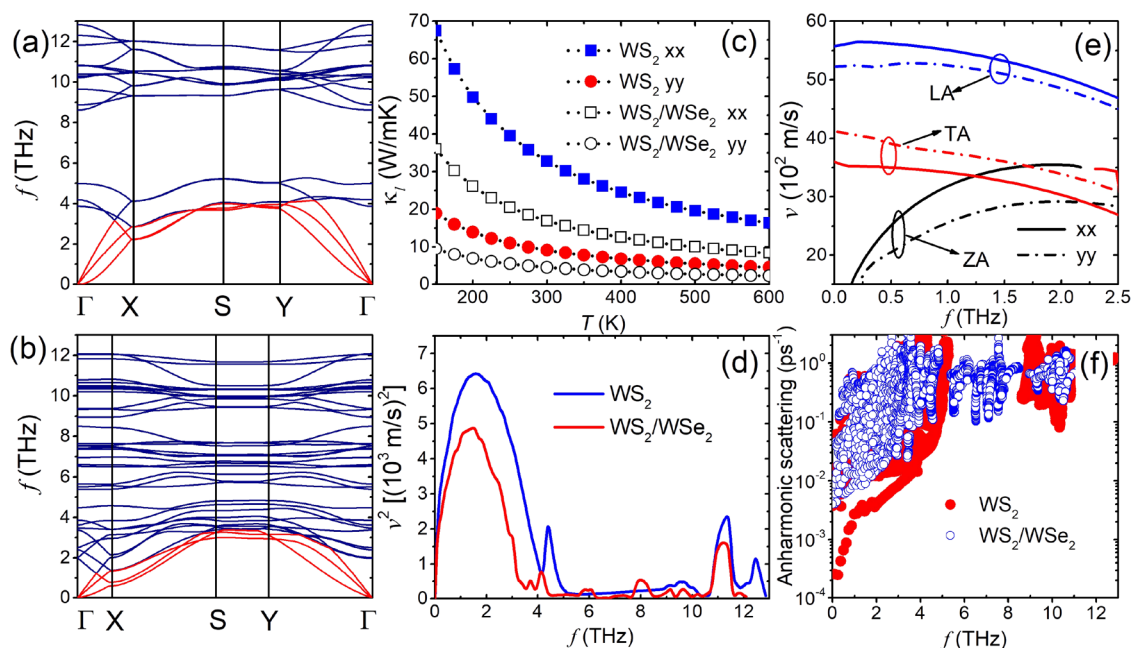 (a)
12
10
8
6
4
2
0
f (THz)
Γ X S Y Γ
(c)
WS₂ xx
WS₂ yy
WS₂/WSe₂ xx
WS₂/WSe₂ yy
70
60
50
40
30
20
10
0
κₗ (W/mK)
200 300 400 500 600
T (K)
(e)
LA
TA
ZA
xx
yy
60
50
40
30
20
v (10² m/s)
0.0 0.5 1.0 1.5 2.0 2.5
f (THz)
(b)
12
10
8
6
4
2
0
f (THz)
Γ X S Y Γ
(d)
WS₂
WS₂/WSe₂
7
6
5
4
3
2
1
0
v² [(10³ m/s)²]
0 2 4 6 8 10 12
f (THz)
(f)
WS₂
WS₂/WSe₂
10⁰
10⁻¹
10⁻²
10⁻³
10⁻⁴
Anharmonic scattering (ps⁻¹)
0 2 4 6 8 10 12
f (THz)